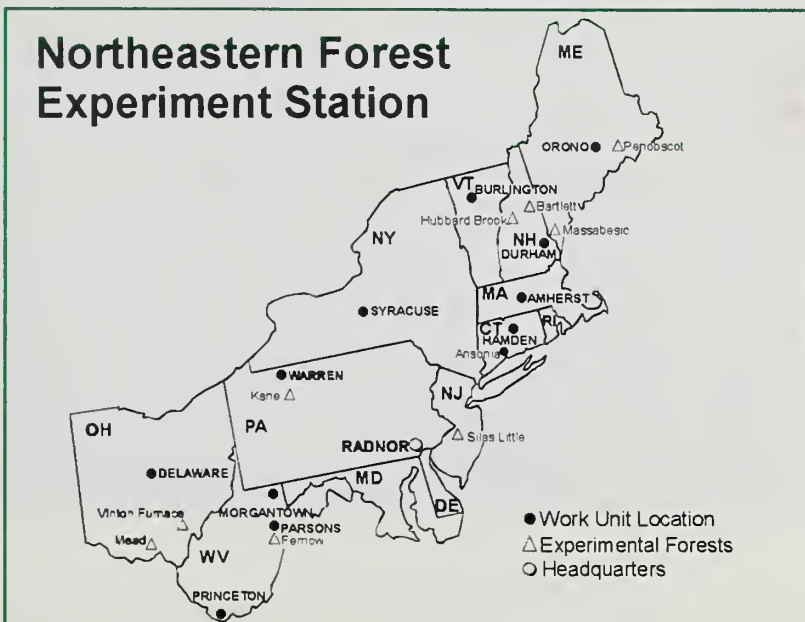 Northeastern Forest
Experiment Station
ME
ORONO
Penobscot
VT
BURLINGTON
Bartlett
Hubbard Brook
Massabesic
NY
NH
DURHAM
MA
AMHERST
SYRACUSE
CT
RI
HAMDEN
Ansonia
WARREN
Kane
NJ
OH
PA
RADNOR
Silas Little
DELAWARE
MD
DE
Vinton Furnace
MORGANTOWN
PARSONS
Mead
Fernow
WV
PRINCETON
Work Unit Location
Experimental Forests
Headquarters